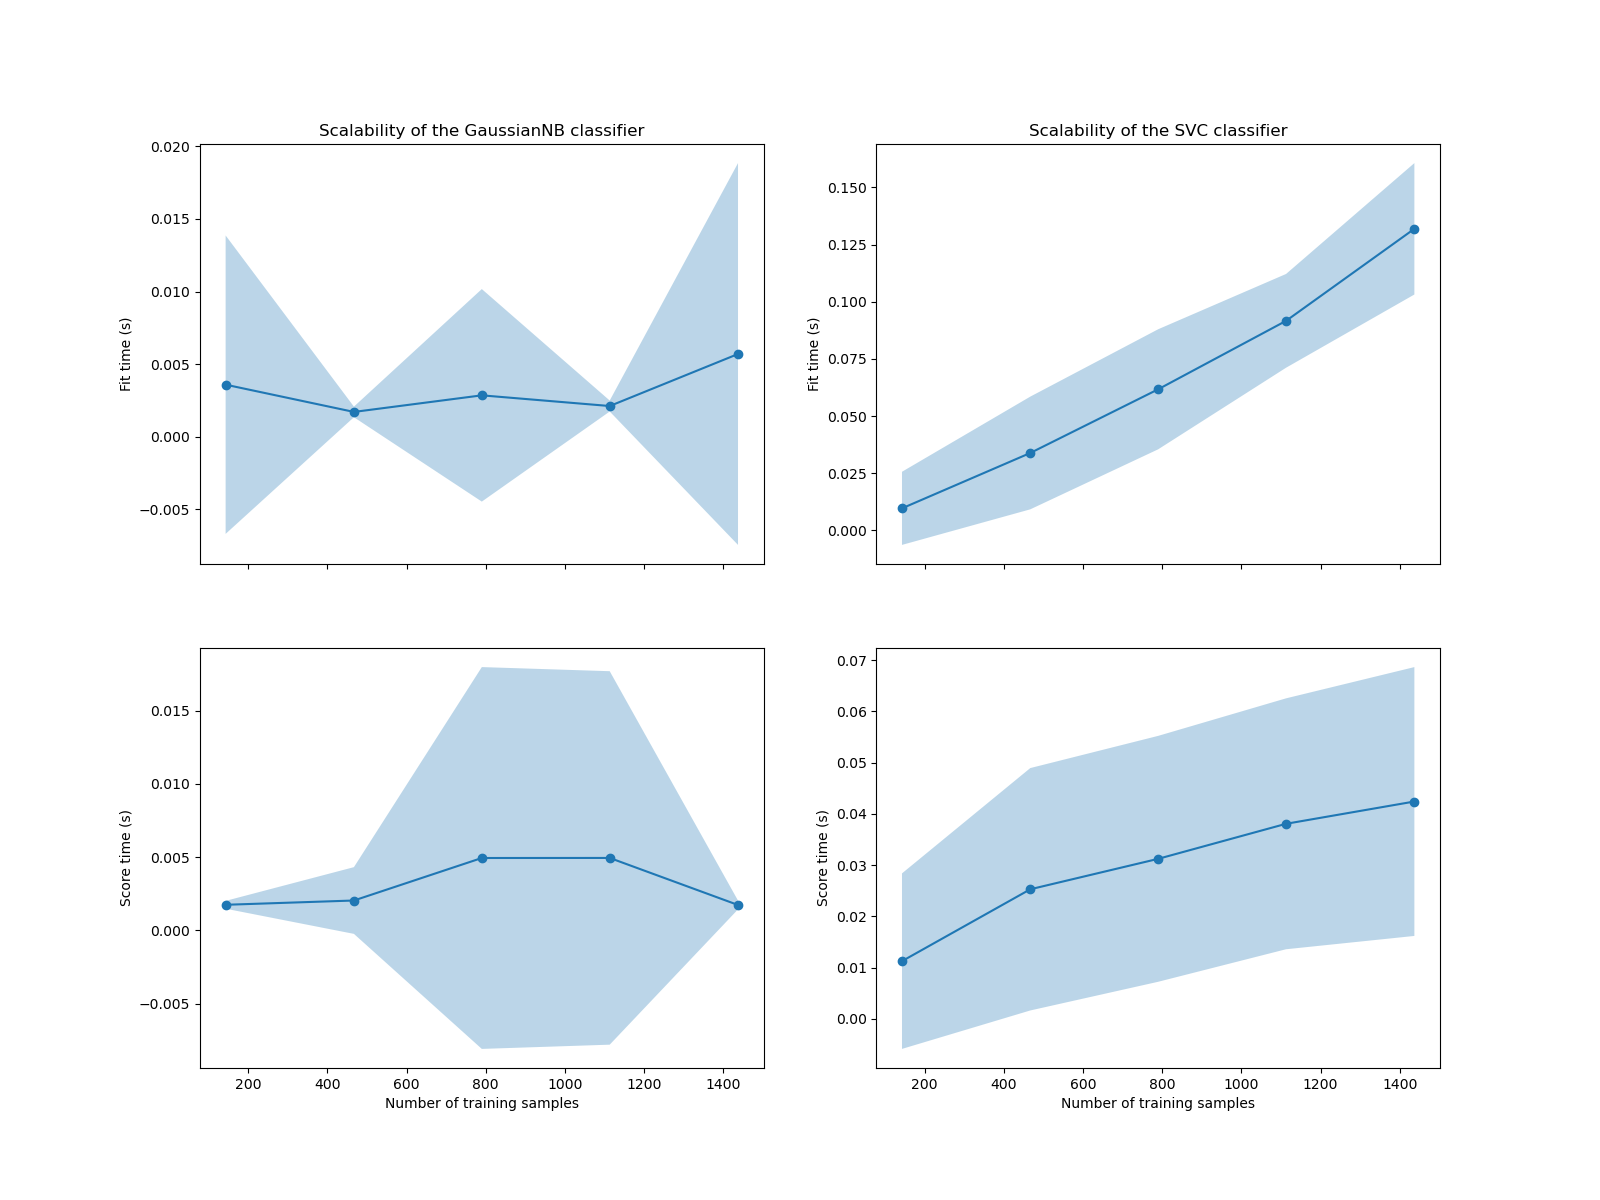 Scalability of the GaussianNB classifier
0.020
0.015
0.010
0.005
0.000
−0.005
Fit time (s)
Scalability of the SVC classifier
0.150
0.125
0.100
0.075
0.050
0.025
0.000
Fit time (s)
0.015
0.010
0.005
0.000
−0.005
Score time (s)
200 400 600 800 1000 1200 1400
Number of training samples
0.07
0.06
0.05
0.04
0.03
0.02
0.01
0.00
Score time (s)
200 400 600 800 1000 1200 1400
Number of training samples